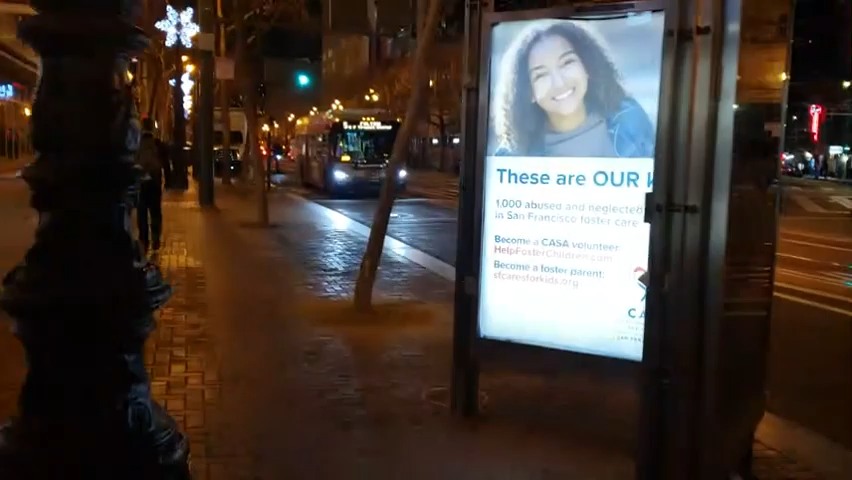 These are OUR
1,000 abused and neglected
in San Francisco foster care
Become a CASA volunteer:
HelpFosterChildren.com
Become a foster parent:
sfcaresforkids.org
CA